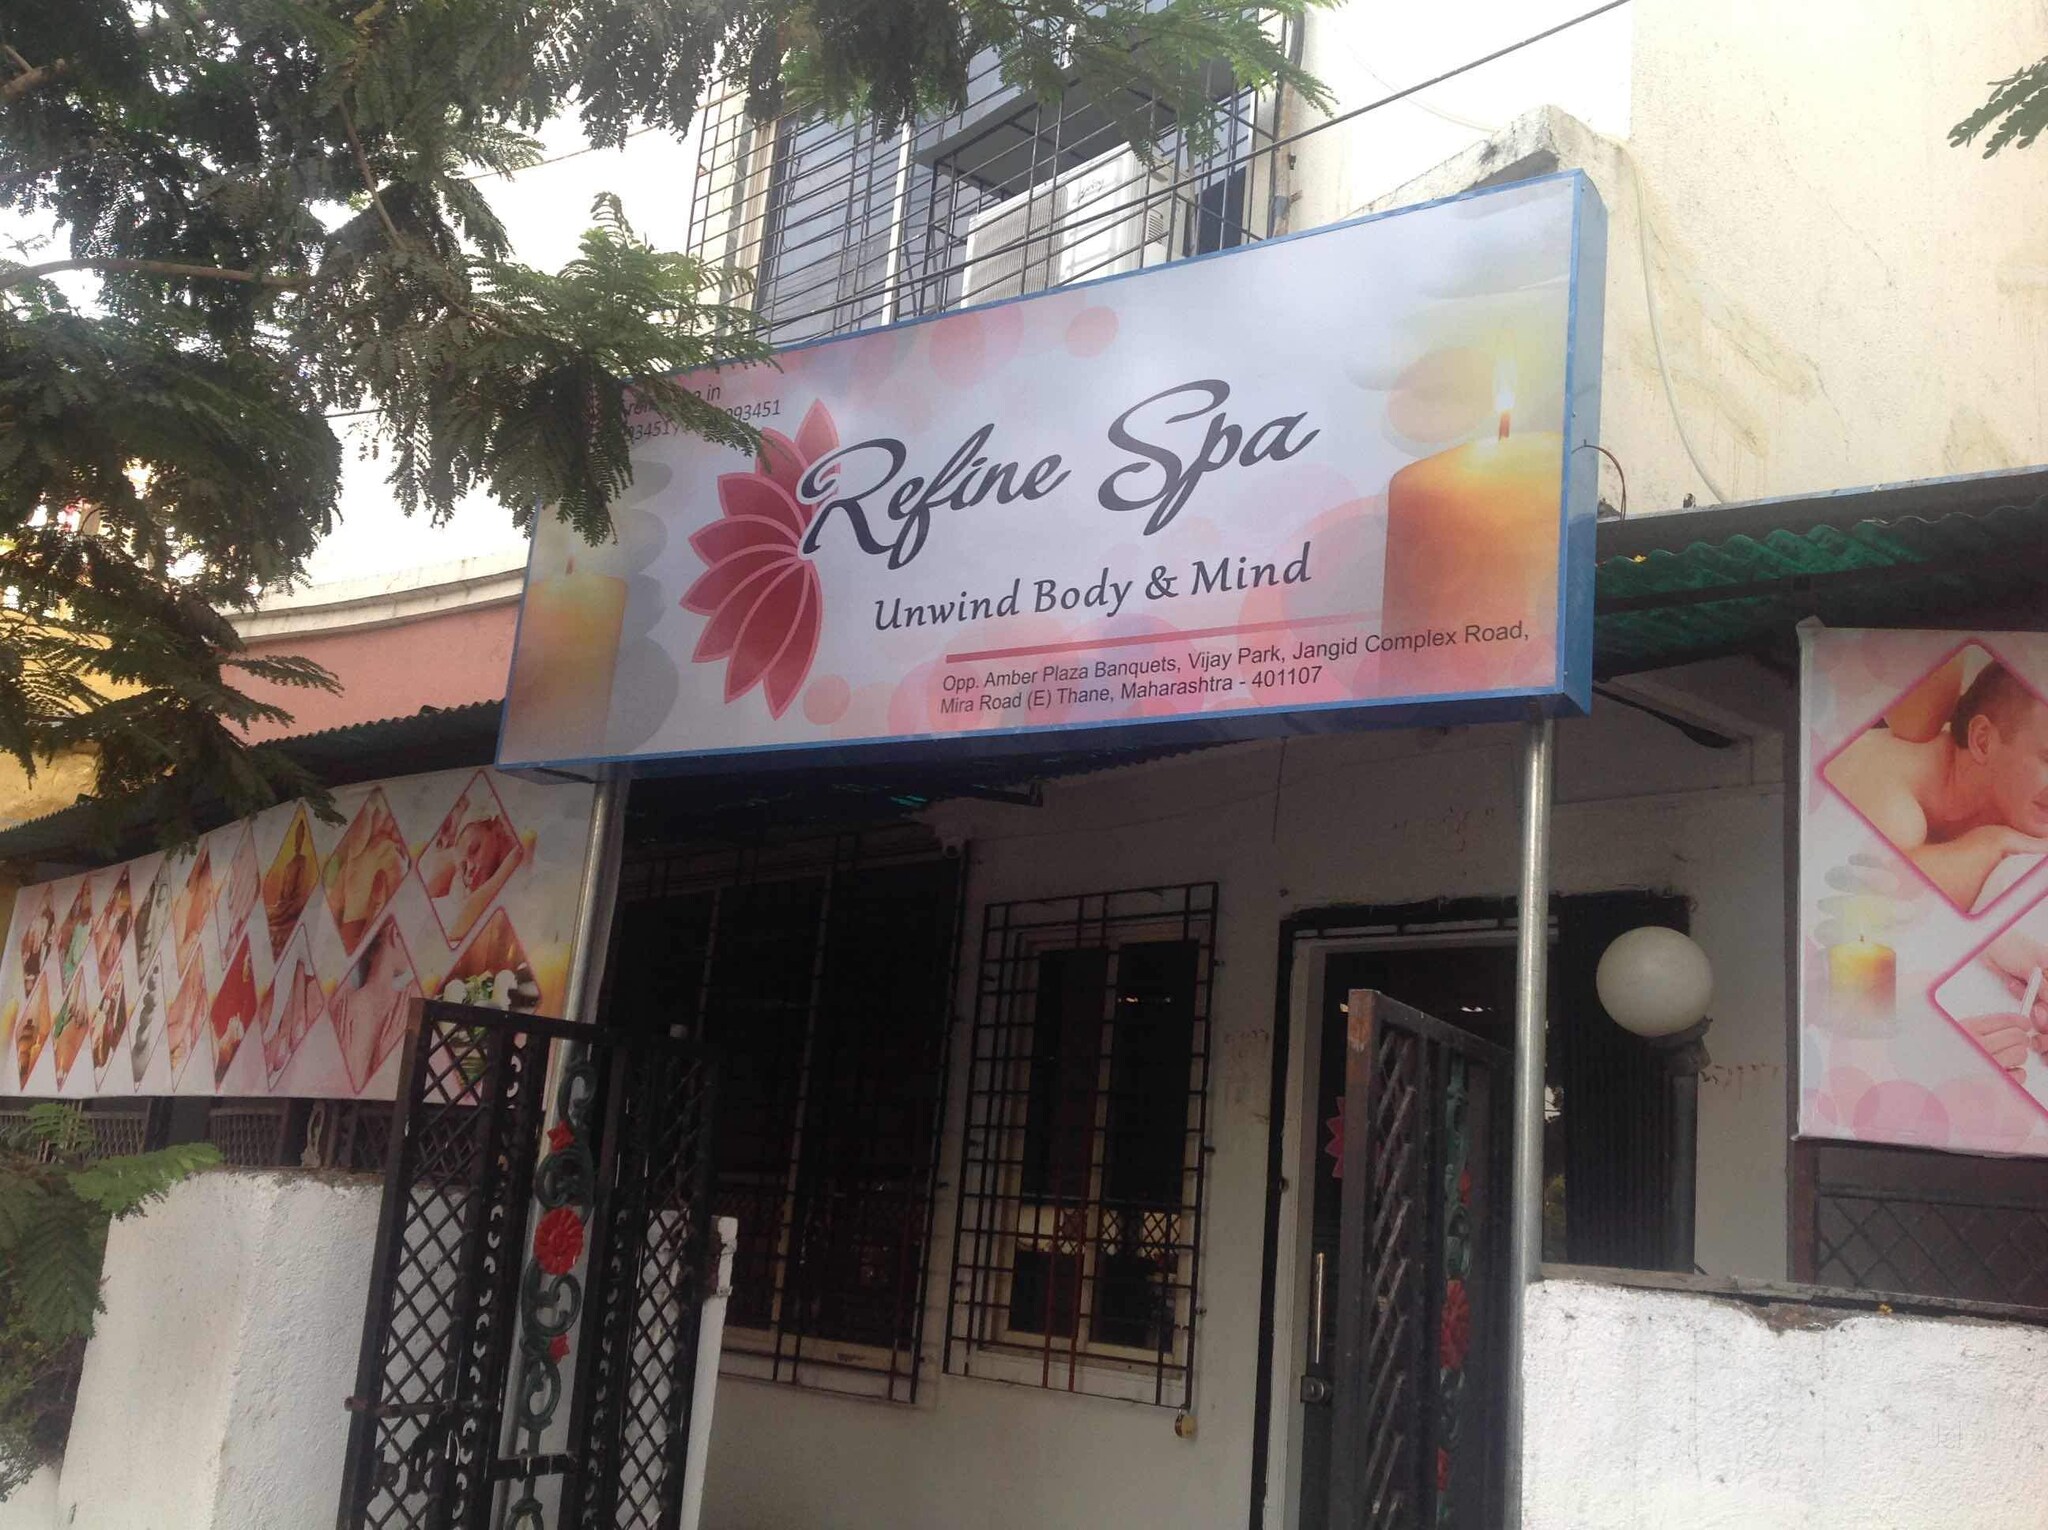 Refine Spa
Unwind Body & Mind
Opp. Amber Plaza Banquets, Vijay Park, Jangid Complex Road,
Mira Road (E) Thane, Maharashtra - 401107